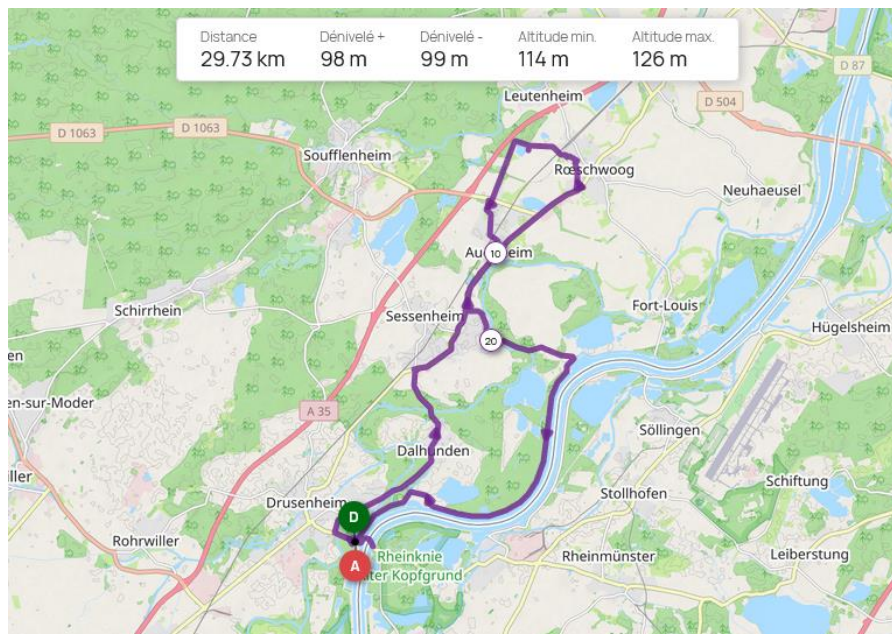 Distance
Dénivelé +
Dénivelé -
Altitude min.
Altitude max.
29.73 km
98 m
99 m
114 m
126 m
D 87
Leutenheim
D 504
D 1063
D 1063
Soufflenheim
Rœschwoog
Neuhaeusel
10
Schirrhein
Sessenheim
Fort-Louis
Hügelsheim
20
en-sur-Moder
A 35
Söllingen
Dalhunden
Schiftung
Stollhofen
Drusenheim
D
Rohrwiller
Rheinmünster
Leiberstung
Rheinknie
A
Kopfgrund